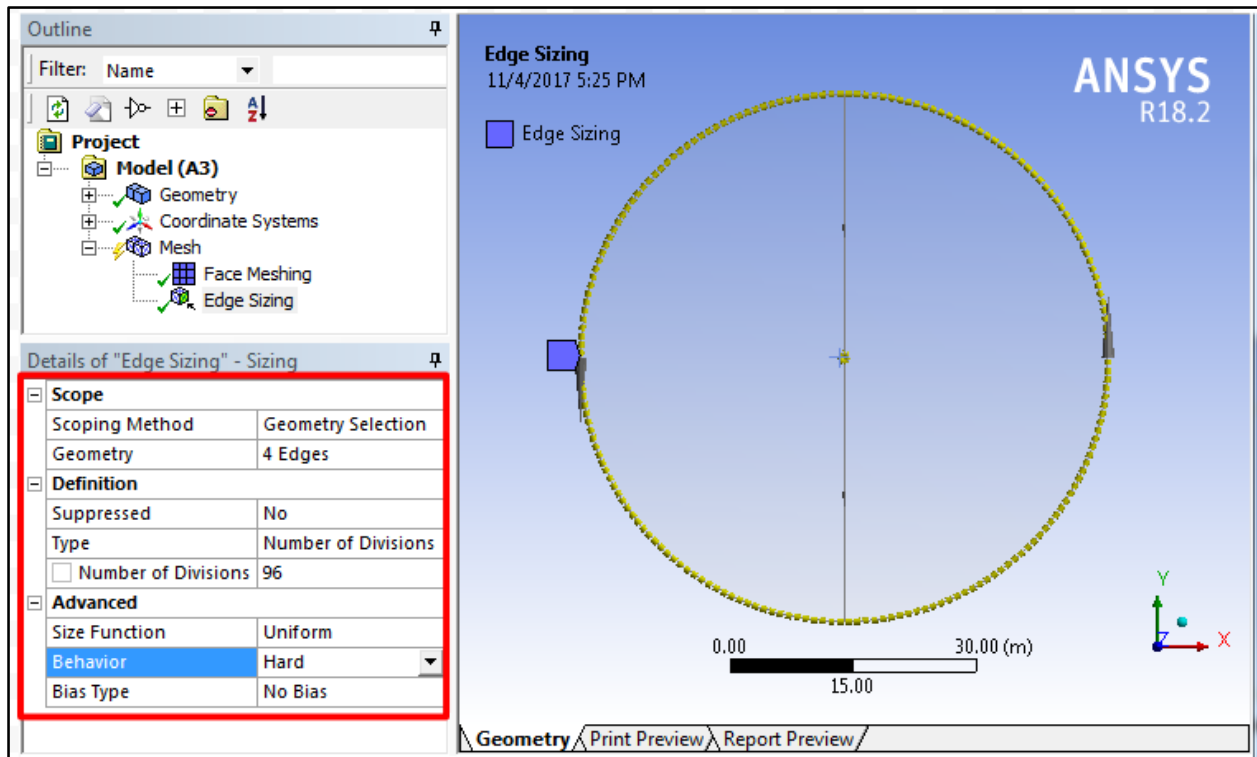 Outline
Filter: Name
Project
Model (A3)
Geometry
Coordinate Systems
Mesh
Face Meshing
Edge Sizing
Details of "Edge Sizing" - Sizing
Scope
Scoping Method Geometry Selection
Geometry 4 Edges
Definition
Suppressed No
Type Number of Divisions
Number of Divisions 96
Advanced
Size Function Uniform
Behavior Hard
Bias Type No Bias
Edge Sizing
11/4/2017 5:25 PM
Edge Sizing
ANSYS
R18.2
0.00 30.00 (m)
15.00
Y
Z X
Geometry Print Preview Report Preview